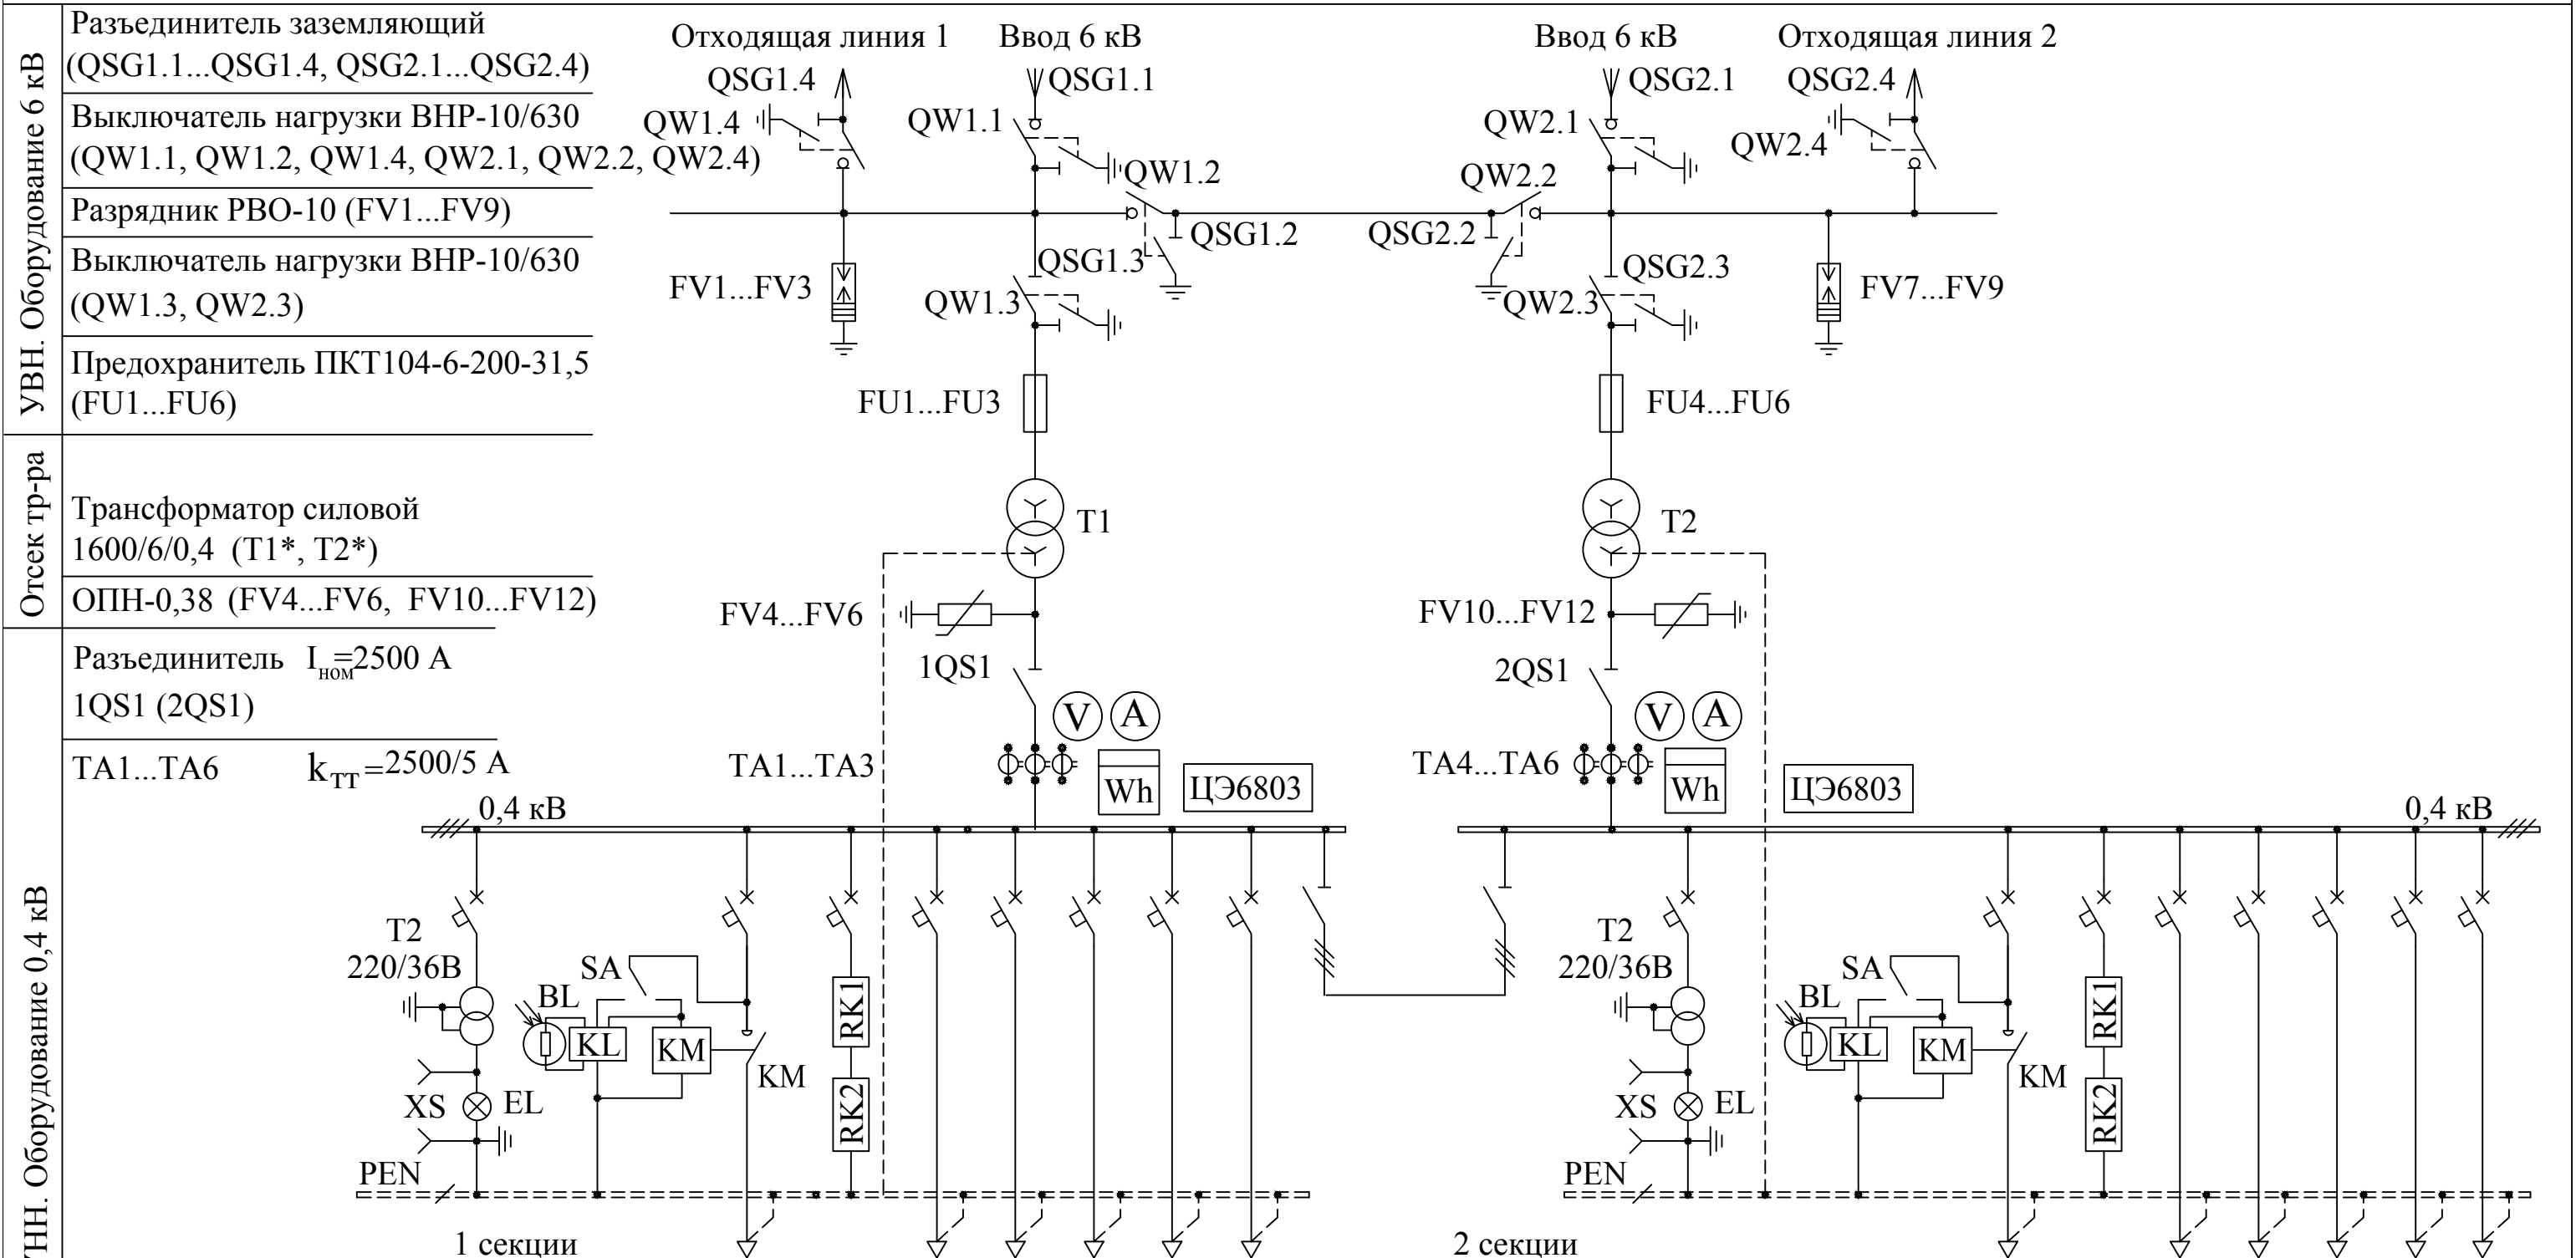 УВН. Оборудование 6 кВ
Разъединитель заземляющий
(QSG1.1...QSG1.4, QSG2.1...QSG2.4)
Выключатель нагрузки ВНР-10/630
(QW1.1, QW1.2, QW1.4, QW2.1, QW2.2, QW2.4)
Разрядник РВО-10 (FV1...FV9)
Выключатель нагрузки ВНР-10/630
(QW1.3, QW2.3)
Предохранитель ПКТ104-6-200-31,5
(FU1...FU6)
Отсек тр-ра
Трансформатор силовой
1600/6/0,4 (Т1*, Т2*)
ОПН-0,38 (FV4...FV6, FV10...FV12)
Оборудование 0,4 кВ
Разъединитель Iном=2500 А
1QS1 (2QS1)
ТА1...ТА6 kТТ=2500/5 А
Отходящая линия 1
Ввод 6 кВ
Ввод 6 кВ
Отходящая линия 2
QSG1.4
QSG1.1
QSG2.1
QSG2.4
QW1.4
QW1.1
QW2.1
QW2.4
QW1.2
QW2.2
QSG1.2
QSG2.2
QSG1.3
QSG2.3
FV1...FV3
QW1.3
QW2.3
FV7...FV9
FU1...FU3
FU4...FU6
Т1
Т2
FV4...FV6
FV10...FV12
1QS1
2QS1
V
A
V
A
ТА1...ТА3
Wh
ЦЭ6803
ТА4...ТА6
Wh
ЦЭ6803
0,4 кВ
0,4 кВ
Т2
220/36В
SA
BL
KL
KM
KM
RK1
RK2
XS
EL
PEN
Т2
220/36В
SA
BL
KL
KM
KM
RK1
RK2
XS
EL
PEN
1 секции
2 секции